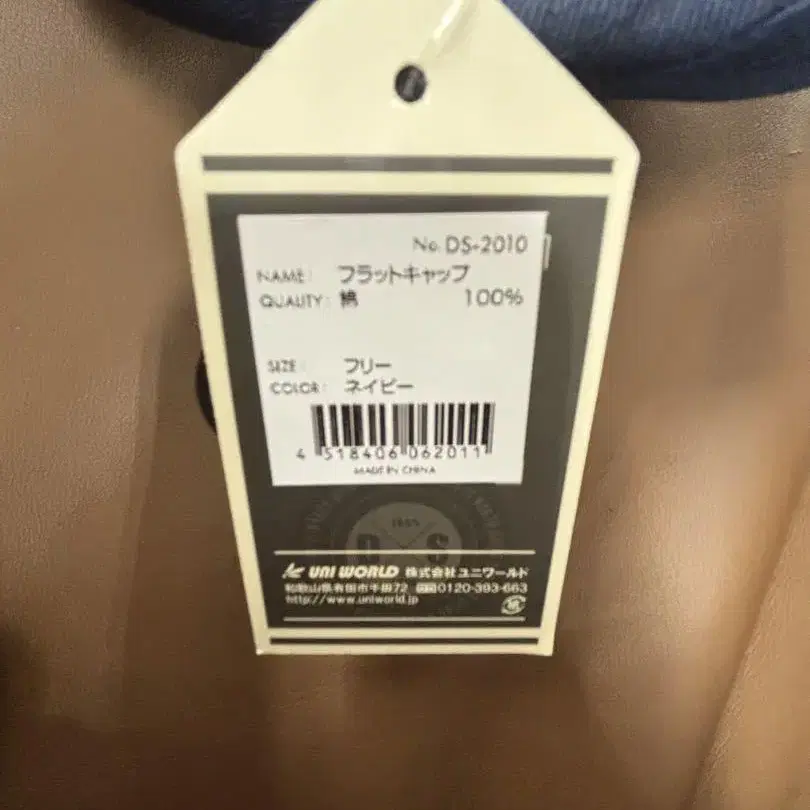 No. DS-2010
NAME: フラットキャップ
QUALITY: 綿 100%
SIZE: フリー
COLOR: ネイビー
4 518406 062011
MADE IN CHINA
D S
UNI WORLD 株式会社ユニワールド
和歌山県有田市千田72 0120-393-663
http://www.uniworld.jp